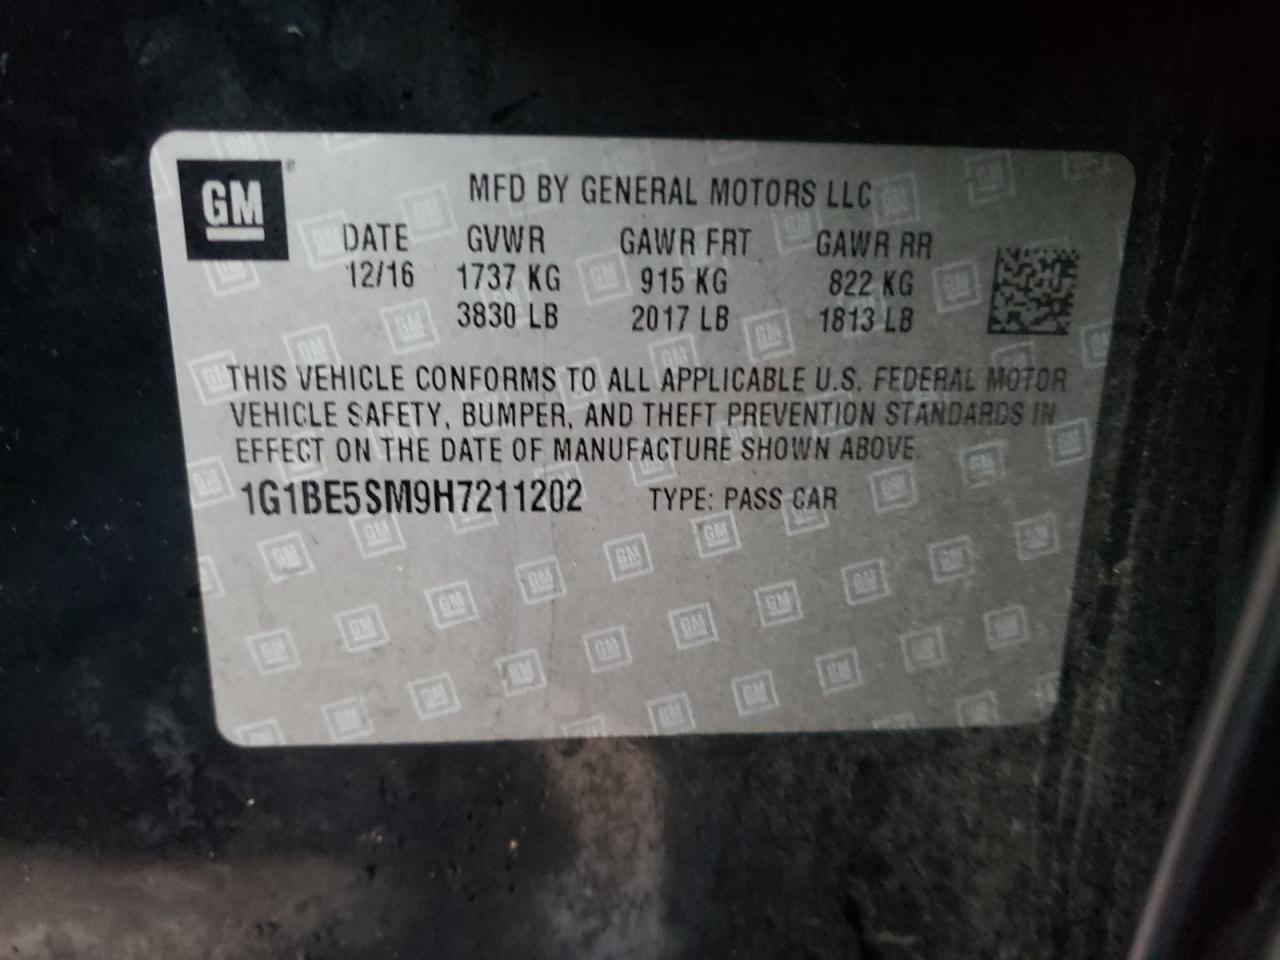 GM
MFD BY GENERAL MOTORS LLC
DATE GVWR GAWR FRT GAWR RR
12/16 1737 KG 915 KG 822 KG
3830 LB 2017 LB 1813 LB
THIS VEHICLE CONFORMS TO ALL APPLICABLE U.S. FEDERAL MOTOR
VEHICLE SAFETY, BUMPER, AND THEFT PREVENTION STANDARDS IN
EFFECT ON THE DATE OF MANUFACTURE SHOWN ABOVE.
1G1BE5SM9H7211202 TYPE: PASS CAR